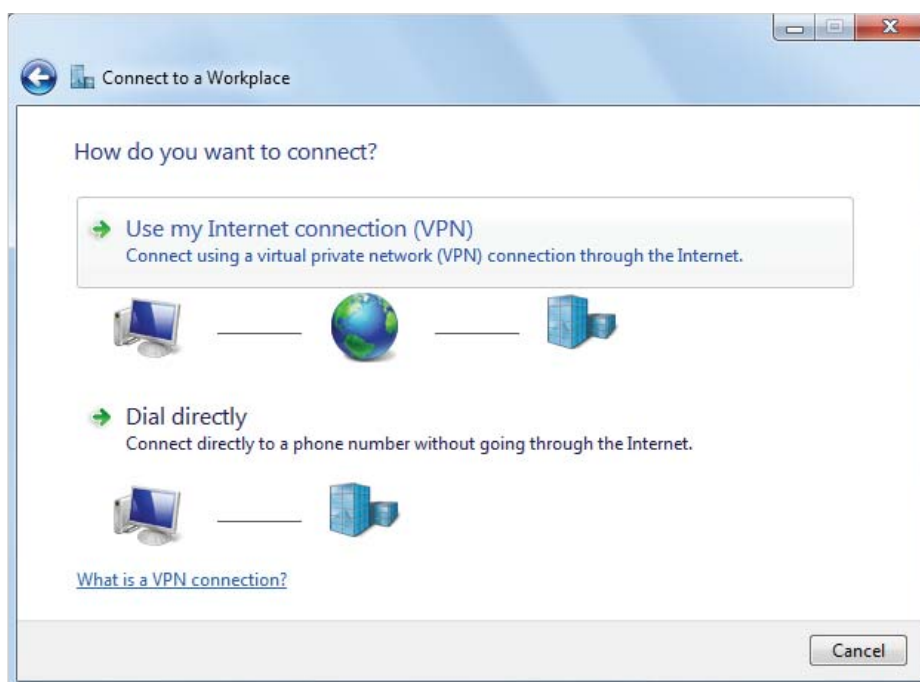 Connect to a Workplace
How do you want to connect?
Use my Internet connection (VPN)
Connect using a virtual private network (VPN) connection through the Internet.
Dial directly
Connect directly to a phone number without going through the Internet.
What is a VPN connection?
Cancel